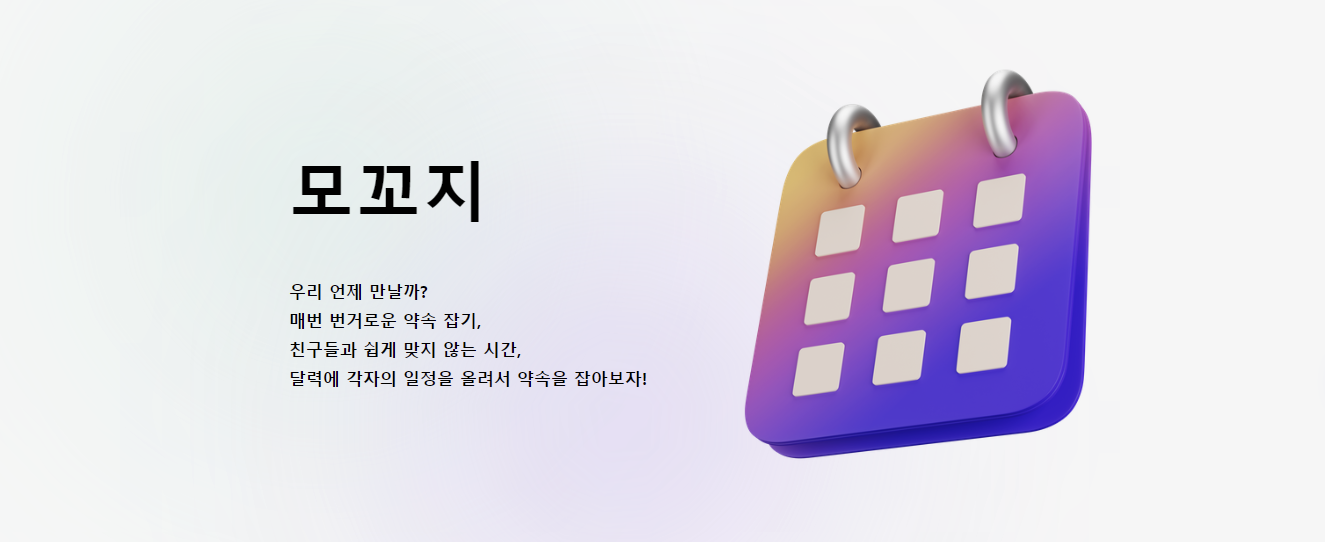 모꼬지
우리 언제 만날까?
매번 번거로운 약속 잡기,
친구들과 쉽게 맞지 않는 시간,
달력에 각자의 일정을 올려서 약속을 잡아보자!